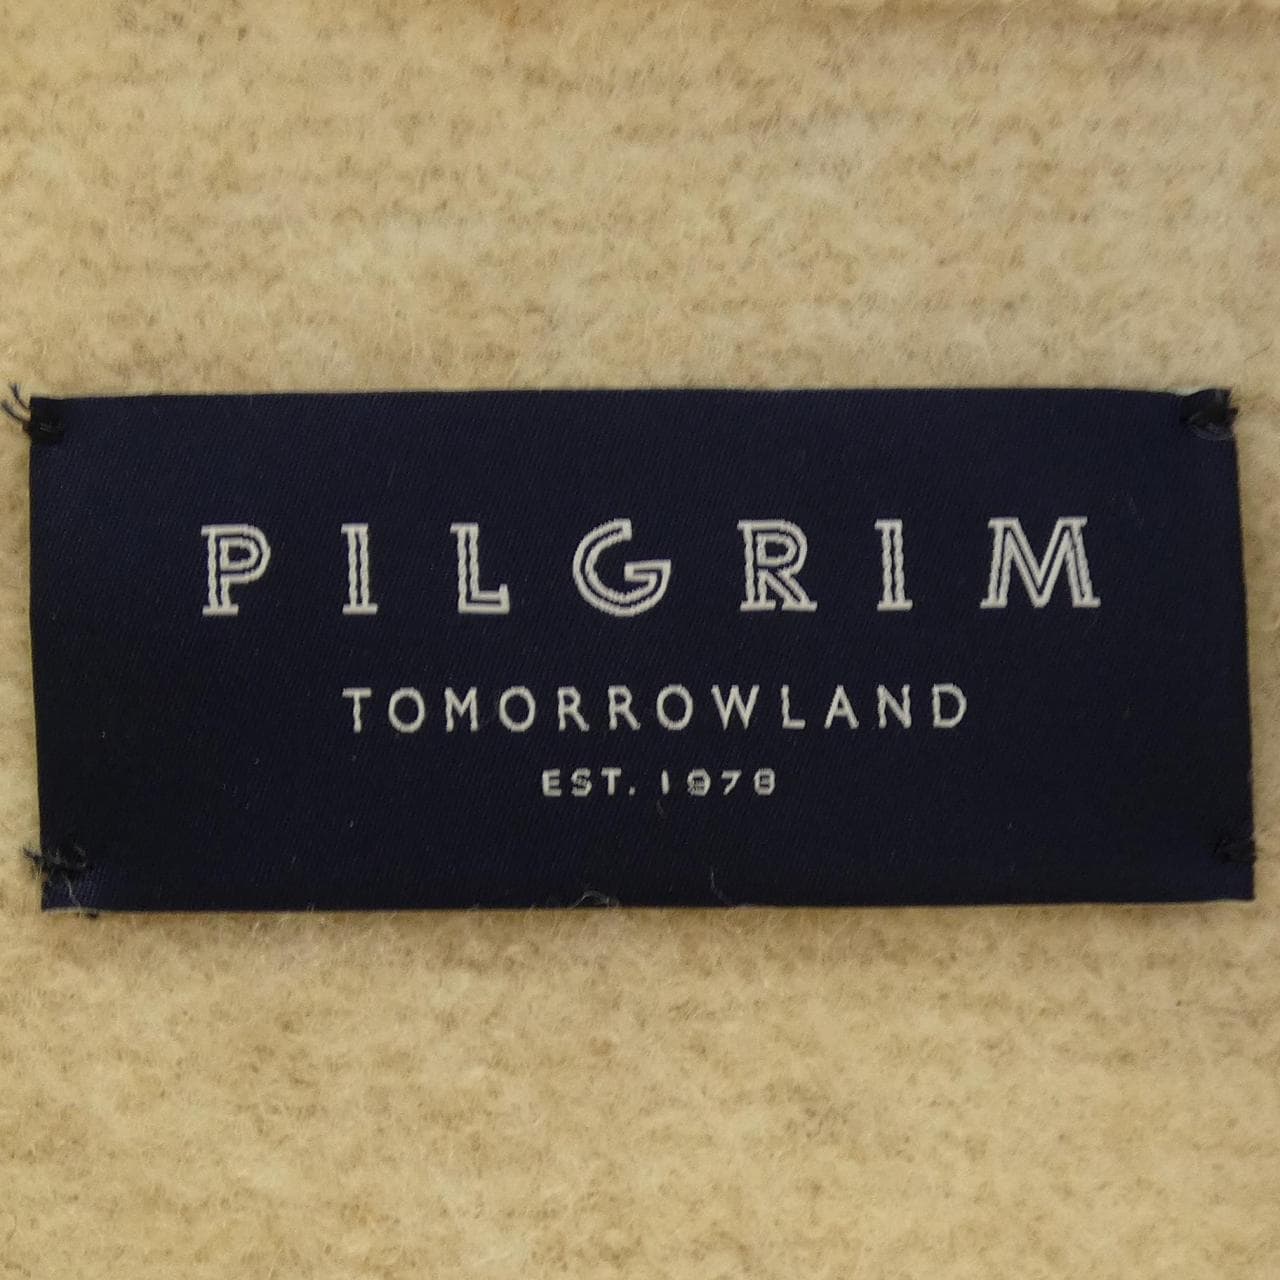 PILGRIM
TOMORROWLAND
EST. 1978